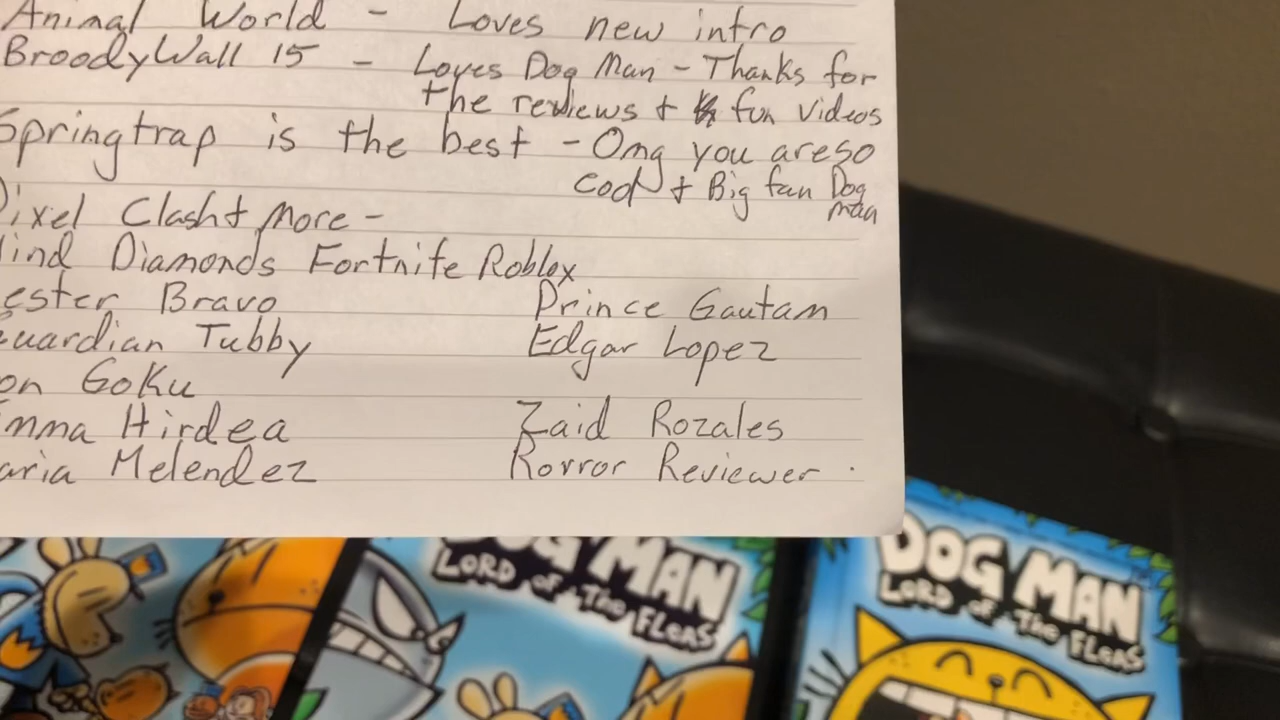 Animal World - Loves new intro
BroodyWall 15 - Loves Dog Man - Thanks for
the reviews + fun videos
Springtrap is the best - Omg you are so
cool + Big fan Dog
man
Pixel Clash + More -
Diamonds Fortnite Roblox
Bravo Prince Gautam
Guardian Tubby Edgar Lopez
Goku
Hirdea Zaid Rozales
Melendez Rorror Reviewer .
DOG MAN
LORD OF THE FLEAS
DOG MAN
LORD OF THE FLEAS